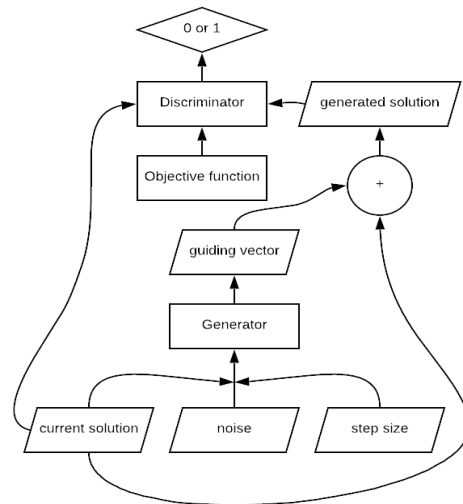 0 or 1
Discriminator
generated solution
Objective function
+
guiding vector
Generator
current solution
noise
step size